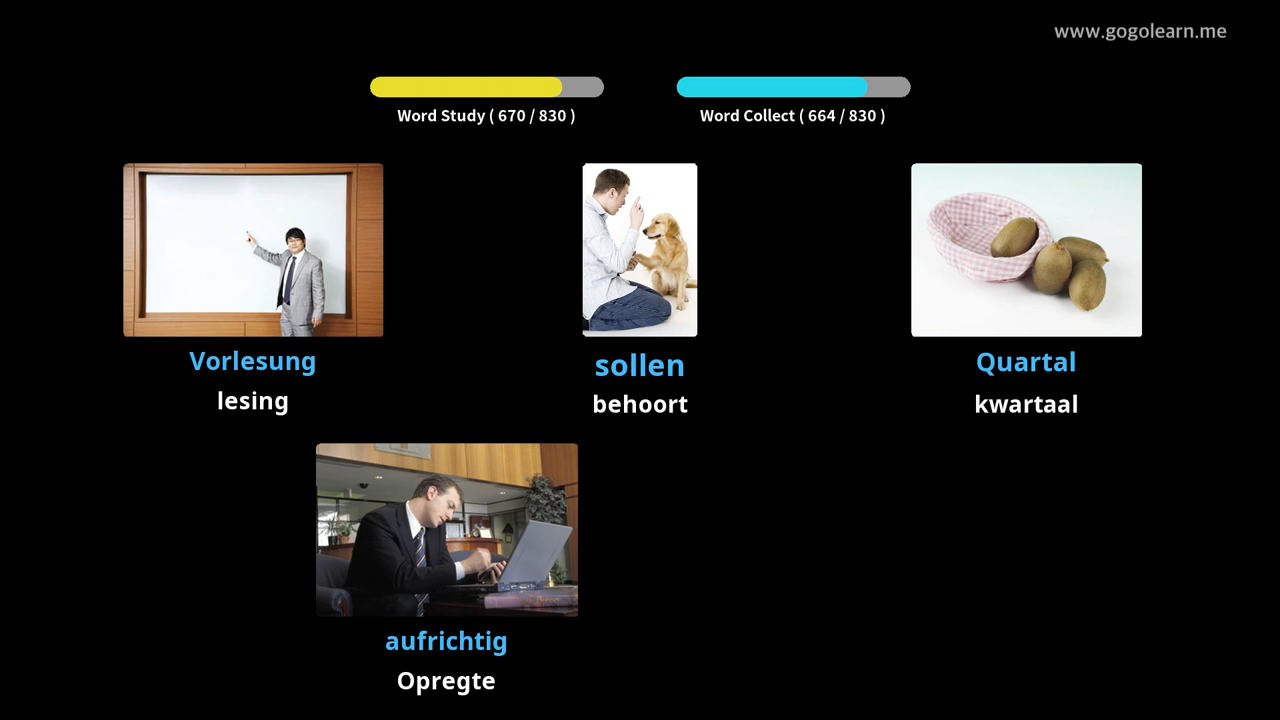 www.gogolearn.me
Word Study ( 670 / 830 )
Word Collect ( 664 / 830 )
Vorlesung
lesing
sollen
behoort
Quartal
kwartaal
aufrichtig
Opregte